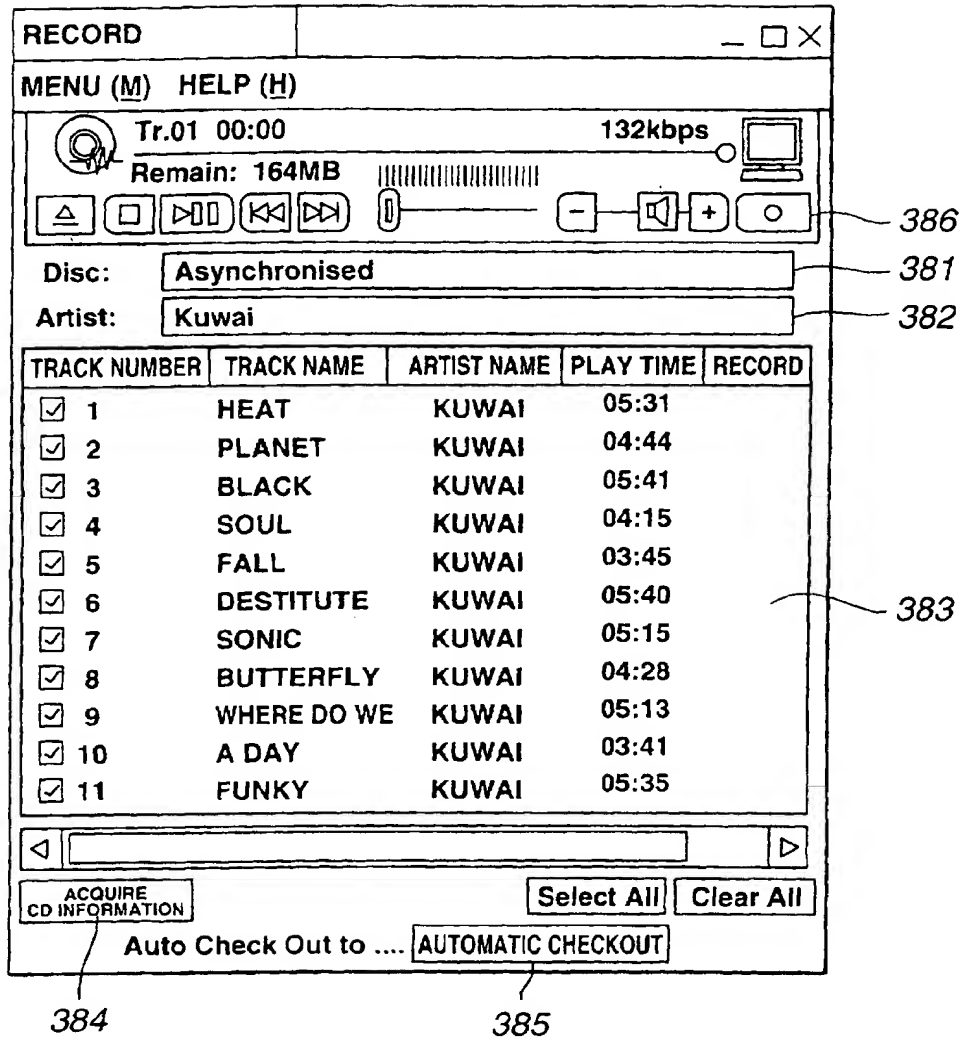 RECORD
MENU (M) HELP (H)
Tr.01 00:00 132kbps
Remain: 164MB
386
Disc: Asynchronised 381
Artist: Kuwai 382
TRACK NUMBER TRACK NAME ARTIST NAME PLAY TIME RECORD
1 HEAT KUWAI 05:31
2 PLANET KUWAI 04:44
3 BLACK KUWAI 05:41
4 SOUL KUWAI 04:15
5 FALL KUWAI 03:45
6 DESTITUTE KUWAI 05:40
383
7 SONIC KUWAI 05:15
8 BUTTERFLY KUWAI 04:28
9 WHERE DO WE KUWAI 05:13
10 A DAY KUWAI 03:41
11 FUNKY KUWAI 05:35
ACQUIRE
CD INFORMATION
Select All Clear All
Auto Check Out to .... AUTOMATIC CHECKOUT
384 385